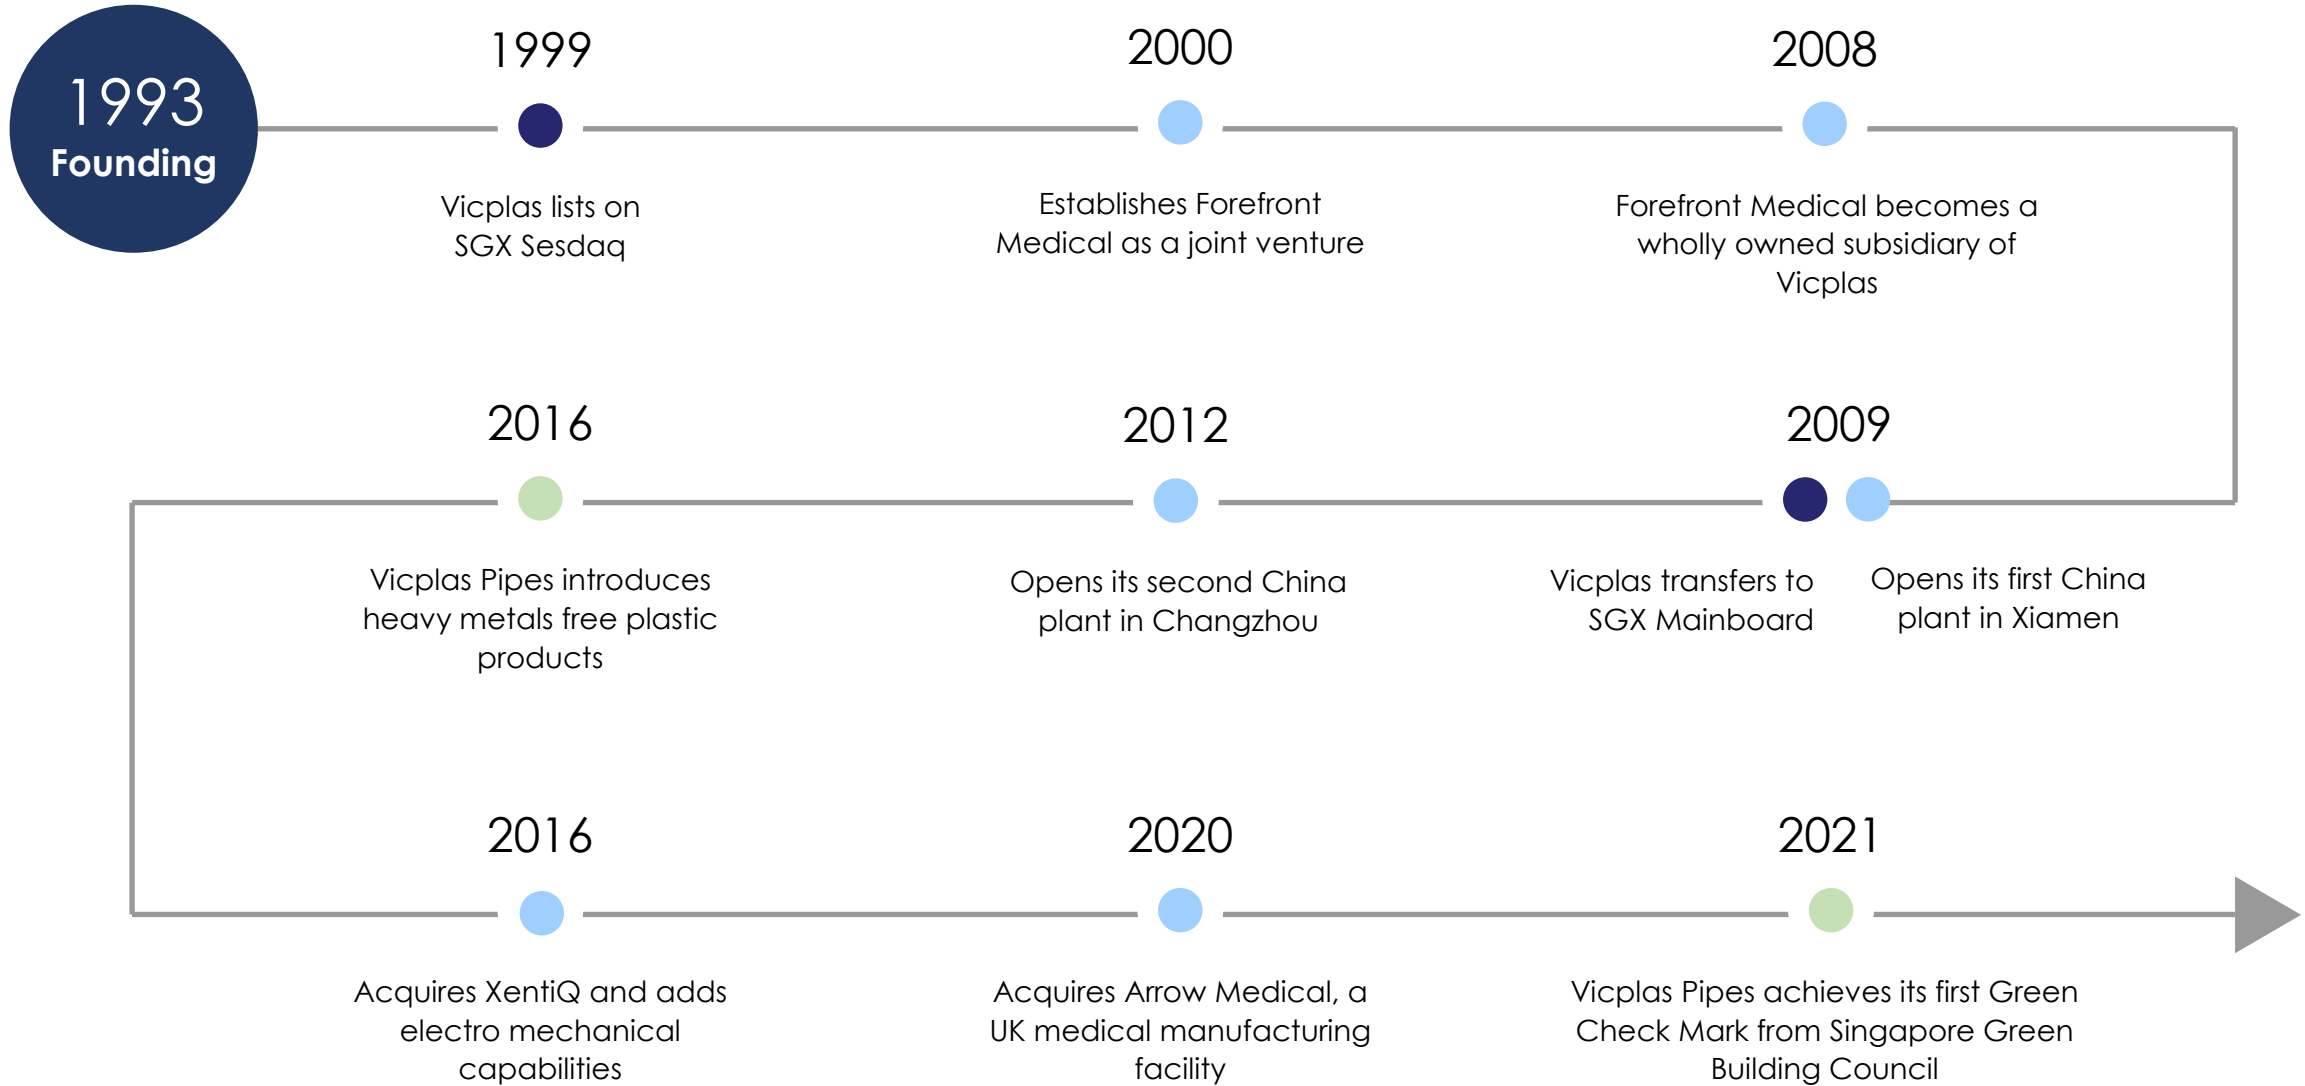 1993
Founding
1999
Vicplas lists on
SGX Sesdaq
2000
Establishes Forefront
Medical as a joint venture
2008
Forefront Medical becomes a
wholly owned subsidiary of
Vicplas
2009
Opens its first China
plant in Xiamen
Vicplas transfers to
SGX Mainboard
2012
Opens its second China
plant in Changzhou
2016
Vicplas Pipes introduces
heavy metals free plastic
products
2016
Acquires XentiQ and adds
electro mechanical
capabilities
2020
Acquires Arrow Medical, a
UK medical manufacturing
facility
2021
Vicplas Pipes achieves its first Green
Check Mark from Singapore Green
Building Council